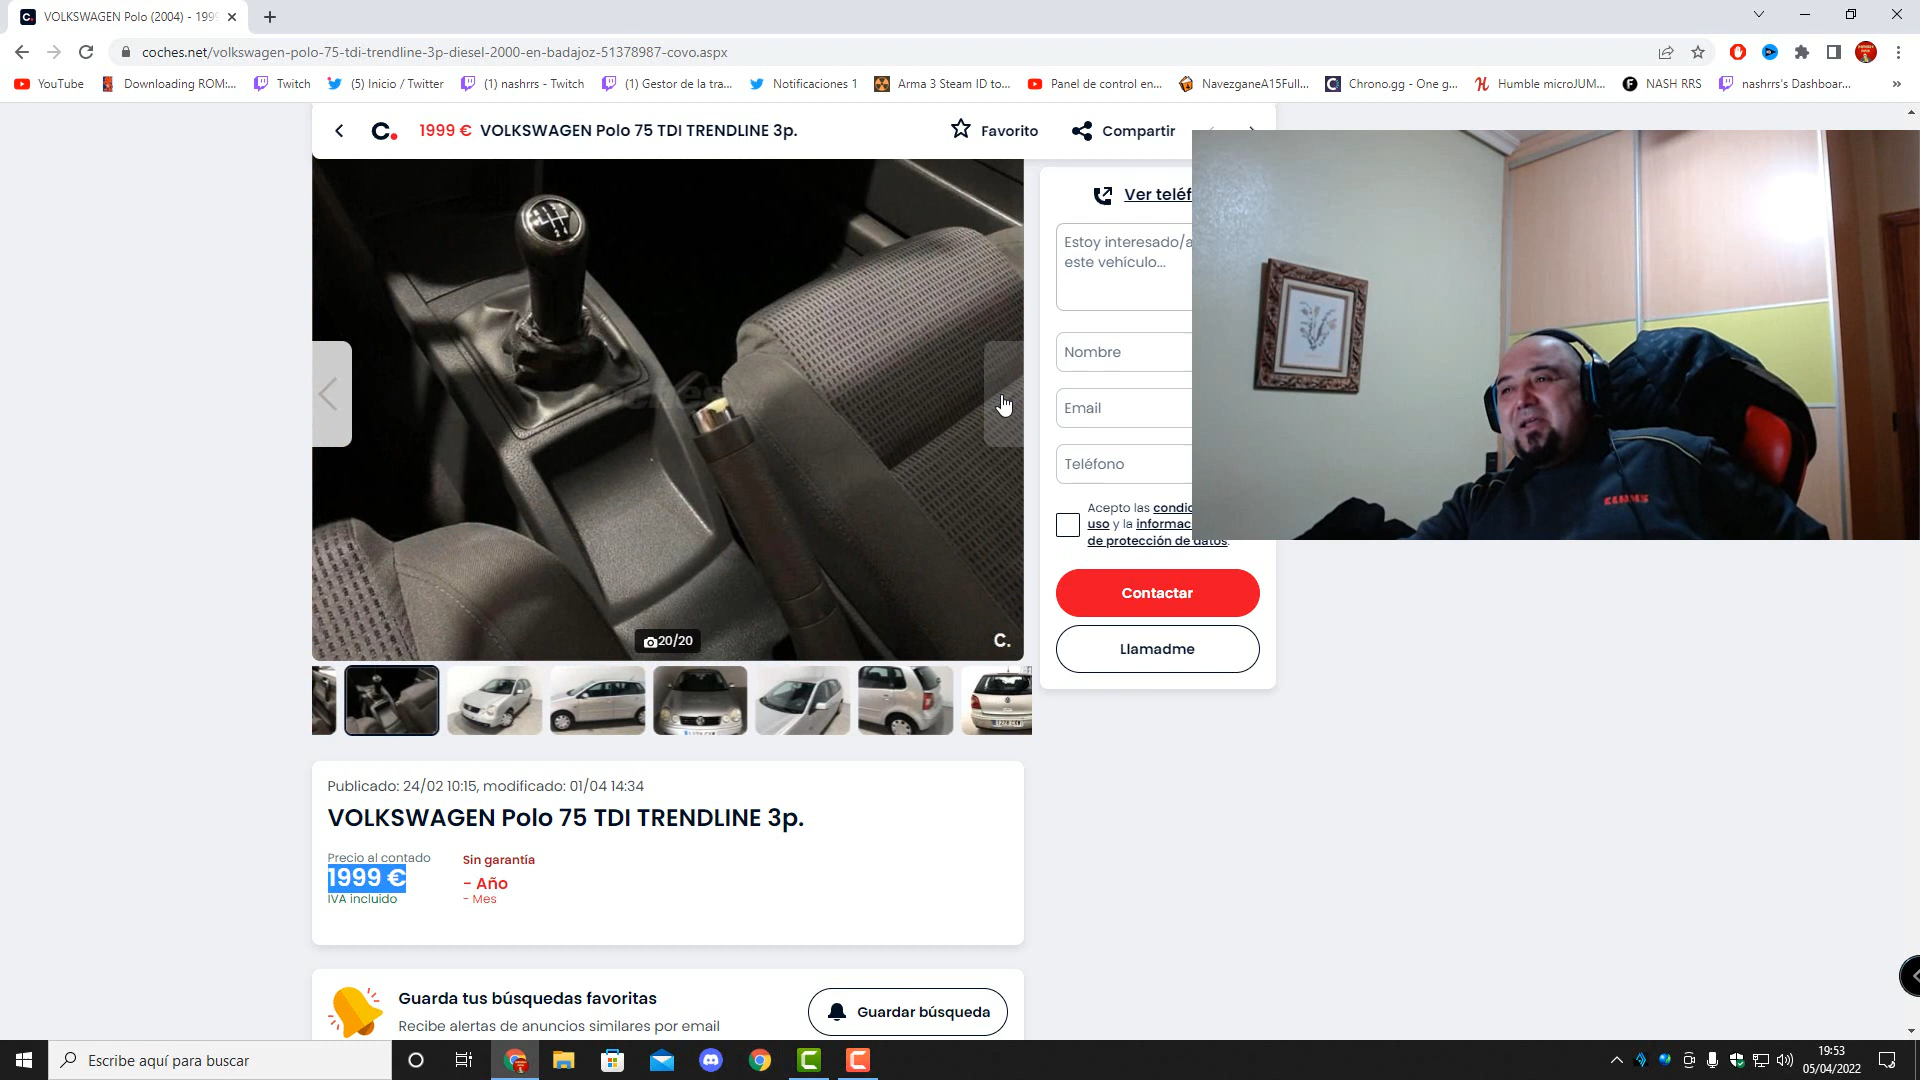 VOLKSWAGEN Polo (2004) - 1999
coches.net/volkswagen-polo-75-tdi-trendline-3p-diesel-2000-en-badajoz-51378987-covo.aspx
YouTube
Downloading ROM:...
Twitch
(5) Inicio / Twitter
(1) nashrrs - Twitch
(1) Gestor de la tra...
Notificaciones 1
Arma 3 Steam ID to...
Panel de control en...
NavezganeA15Full...
Chrono.gg - One g...
Humble microJUM...
NASH RRS
nashrrs's Dashboar...
»
C.
1999 € VOLKSWAGEN Polo 75 TDI TRENDLINE 3p.
Favorito
Compartir
Ver teléf
Estoy interesado/a
este vehículo...
Nombre
Email
Teléfono
Acepto las condic
uso y la informac
de protección de datos.
Contactar
Llamadme
20/20
C.
Publicado: 24/02 10:15, modificado: 01/04 14:34
VOLKSWAGEN Polo 75 TDI TRENDLINE 3p.
Precio al contado
1999 €
IVA incluido
Sin garantía
- Año
- Mes
Guarda tus búsquedas favoritas
Recibe alertas de anuncios similares por email
Guardar búsqueda
Escribe aquí para buscar
19:53
05/04/2022